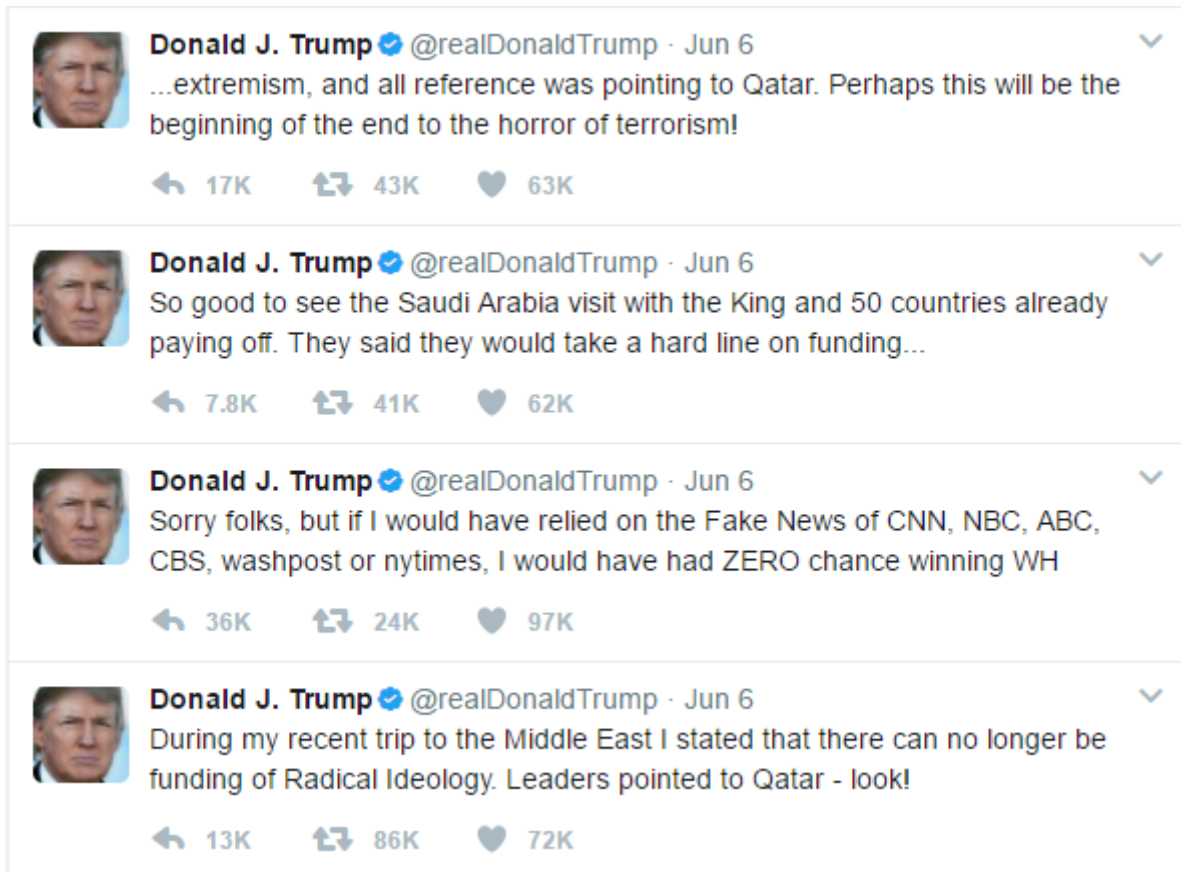 Donald J. Trump @realDonaldTrump · Jun 6
...extremism, and all reference was pointing to Qatar. Perhaps this will be the
beginning of the end to the horror of terrorism!
17K 43K 63K
Donald J. Trump @realDonaldTrump · Jun 6
So good to see the Saudi Arabia visit with the King and 50 countries already
paying off. They said they would take a hard line on funding...
7.8K 41K 62K
Donald J. Trump @realDonaldTrump · Jun 6
Sorry folks, but if I would have relied on the Fake News of CNN, NBC, ABC,
CBS, washpost or nytimes, I would have had ZERO chance winning WH
36K 24K 97K
Donald J. Trump @realDonaldTrump · Jun 6
During my recent trip to the Middle East I stated that there can no longer be
funding of Radical Ideology. Leaders pointed to Qatar - look!
13K 86K 72K